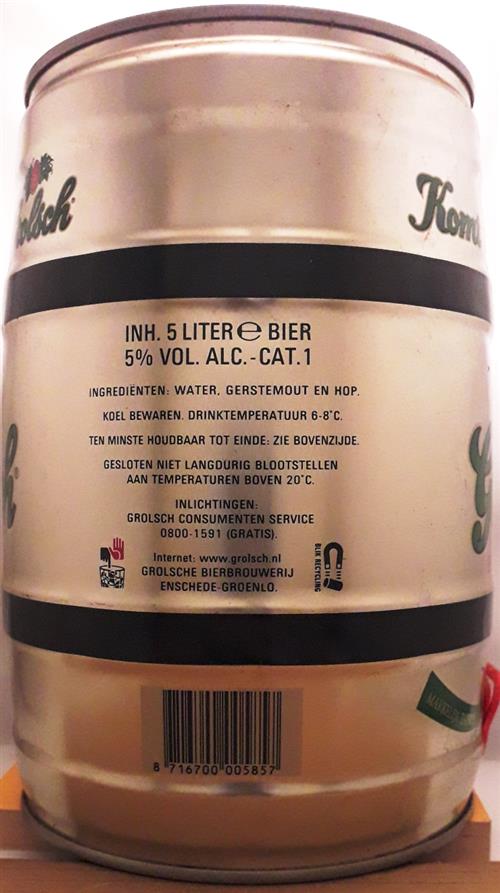 olsch
Kom
INH. 5 LITER ℮ BIER
5% VOL. ALC.-CAT.1
INGREDIËNTEN: WATER, GERSTEMOUT EN HOP.
KOEL BEWAREN. DRINKTEMPERATUUR 6-8°C.
TEN MINSTE HOUDBAAR TOT EINDE: ZIE BOVENZIJDE.
GESLOTEN NIET LANGDURIG BLOOTSTELLEN
AAN TEMPERATUREN BOVEN 20°C.
INLICHTINGEN:
GROLSCH CONSUMENTEN SERVICE
0800-1591 (GRATIS).
Internet: www.grolsch.nl
GROLSCHE BIERBROUWERIJ
ENSCHEDE-GROENLO.
BLIK RECYCLING
h
G
8 716700 005857